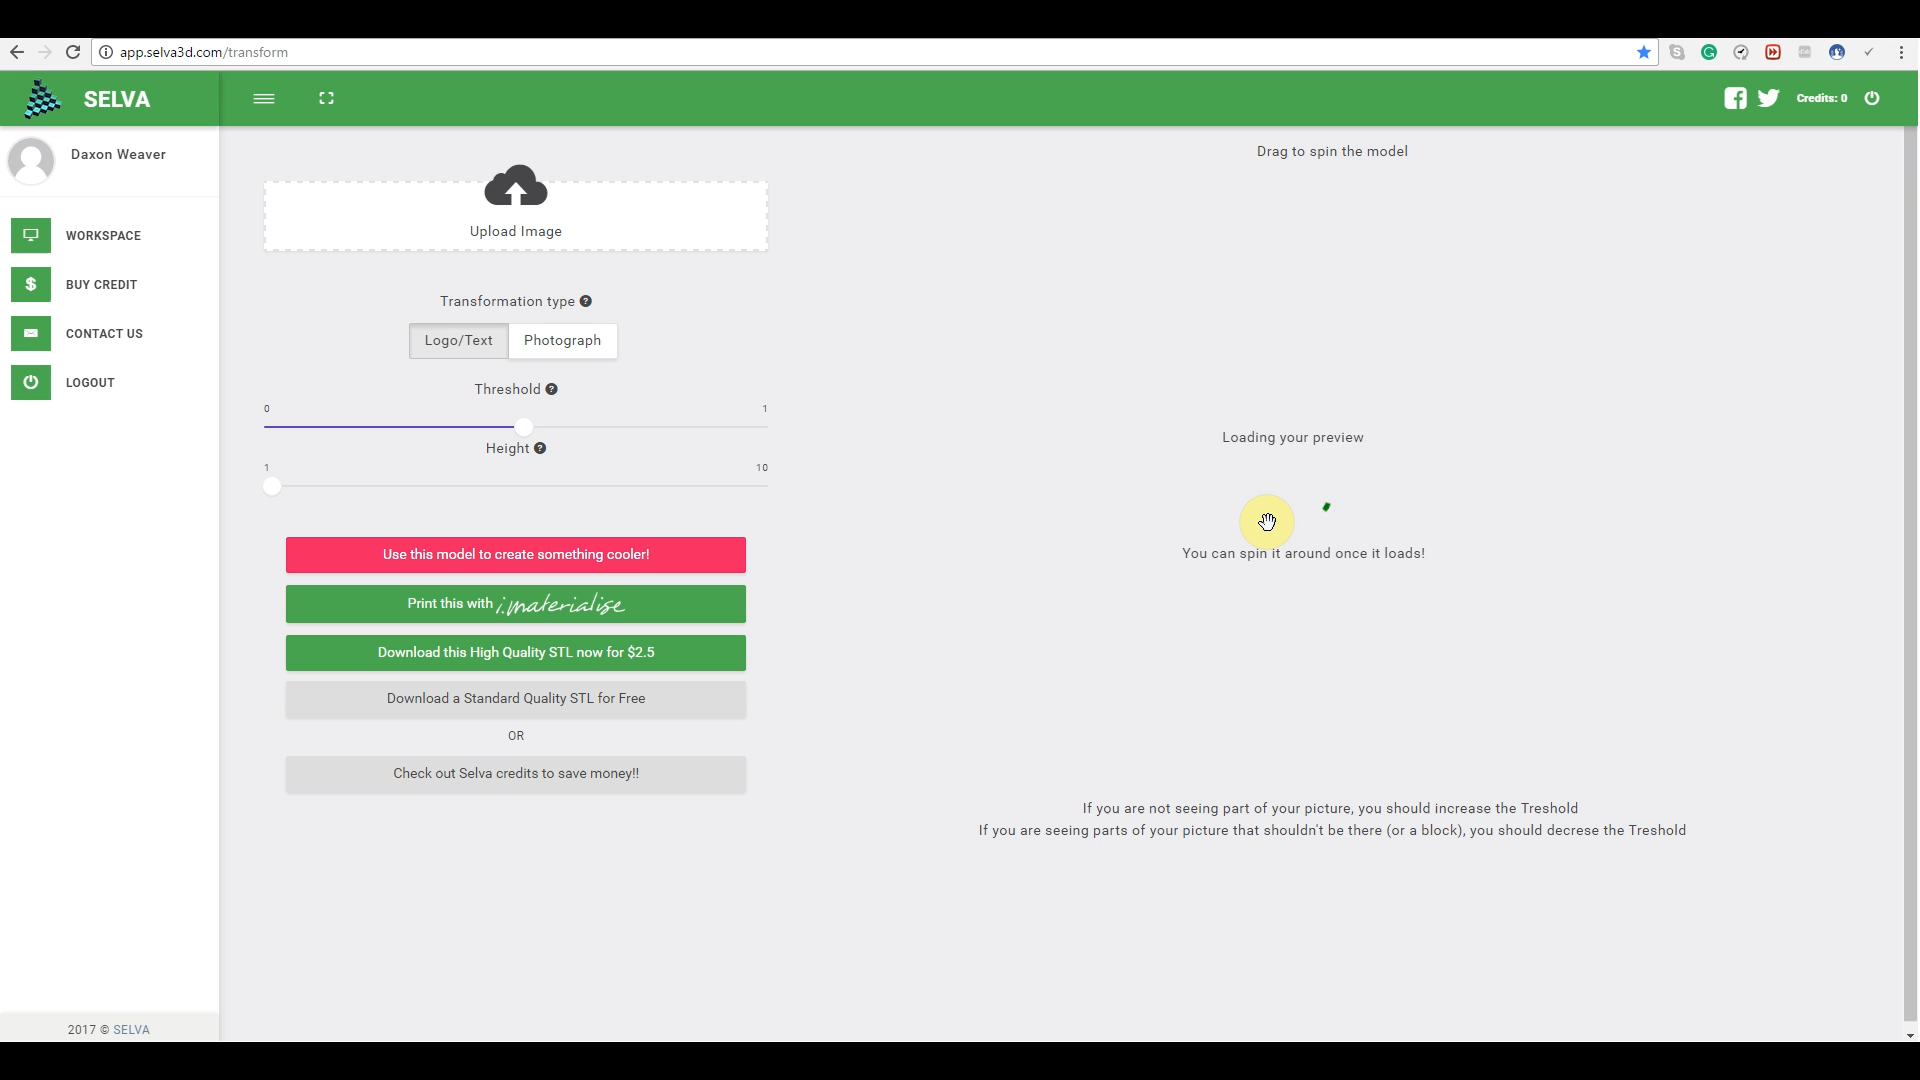 app.selva3d.com/transform
SELVA
Credits: 0
Daxon Weaver
WORKSPACE
BUY CREDIT
CONTACT US
LOGOUT
2017 © SELVA
Upload Image
Transformation type
Logo/Text
Photograph
Threshold
0 1
Height
1 10
Use this model to create something cooler!
Print this with i.materialise
Download this High Quality STL now for $2.5
Download a Standard Quality STL for Free
OR
Check out Selva credits to save money!!
Drag to spin the model
Loading your preview
You can spin it around once it loads!
If you are not seeing part of your picture, you should increase the Treshold
If you are seeing parts of your picture that shouldn't be there (or a block), you should decrese the Treshold